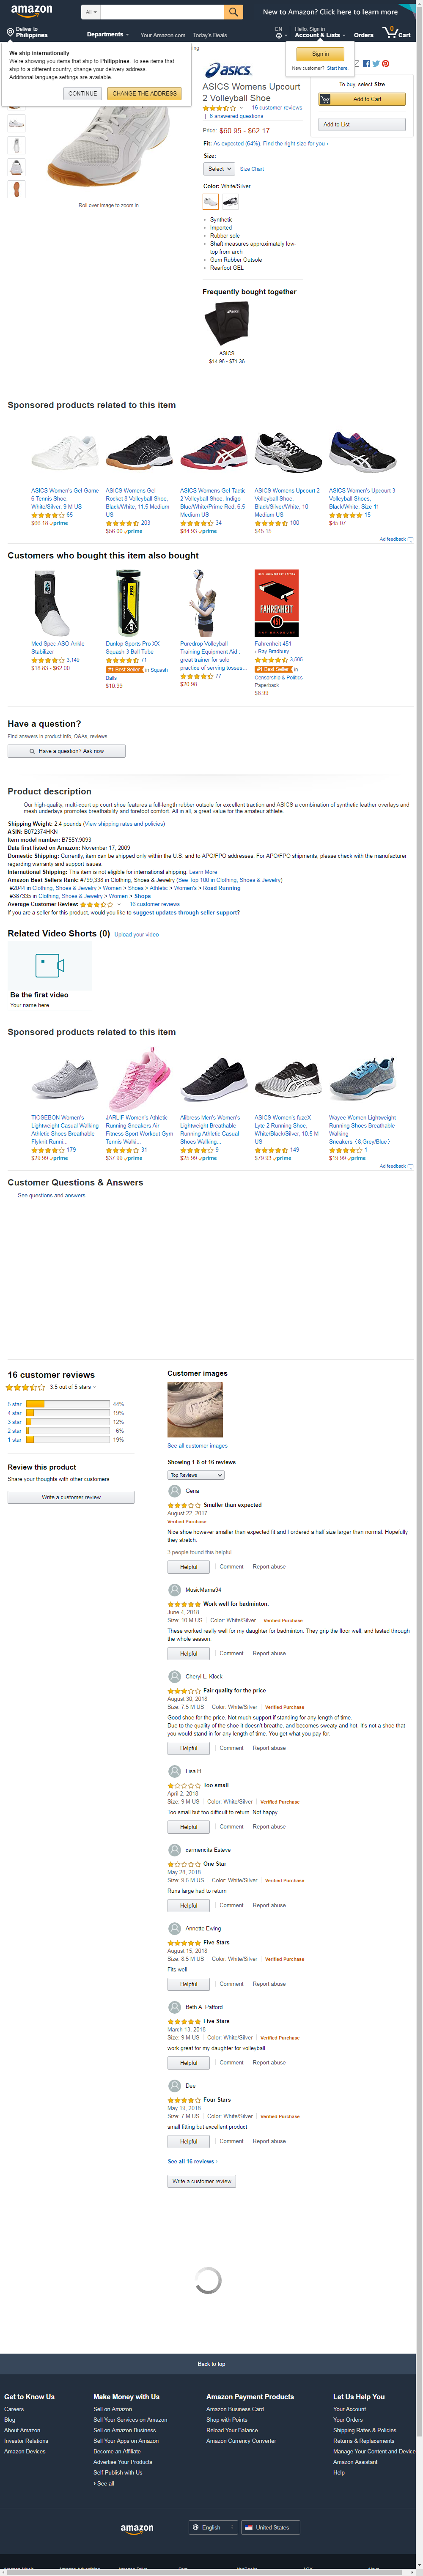 amazon
All
New to Amazon? Click here to learn more
Deliver to
Philippines
Departments
Your Amazon.com
Today's Deals
EN
Hello. Sign in
Account & Lists
Orders
0
Cart
We ship internationally
We're showing you items that ship to Philippines. To see items that
ship to a different country, change your delivery address.
Additional language settings are available.
CONTINUE
CHANGE THE ADDRESS
Sign in
New customer? Start here.
Roll over image to zoom in
asics
ASICS Womens Upcourt
2 Volleyball Shoe
16 customer reviews
| 6 answered questions
Price: $60.95 - $62.17
Fit: As expected (64%). Find the right size for you ›
Size:
Select
Size Chart
Color: White/Silver
Synthetic
Imported
Rubber sole
Shaft measures approximately low-
top from arch
Gum Rubber Outsole
Rearfoot GEL
To buy, select Size
Add to Cart
Add to List
Frequently bought together
ASICS
$14.96 - $71.36
Sponsored products related to this item
ASICS Women's Gel-Game
6 Tennis Shoe,
White/Silver, 9 M US
65
$66.18 prime
ASICS Womens Gel-
Rocket 8 Volleyball Shoe,
Black/White, 11.5 Medium
US
203
$56.00 prime
ASICS Womens Gel-Tactic
2 Volleyball Shoe, Indigo
Blue/White/Prime Red, 6.5
Medium US
34
$84.93 prime
ASICS Womens Upcourt 2
Volleyball Shoe,
Black/Silver/White, 10
Medium US
100
$45.15
ASICS Women's Upcourt 3
Volleyball Shoes,
Black/White, Size 11
15
$45.07
Ad feedback
Customers who bought this item also bought
Med Spec ASO Ankle
Stabilizer
3,149
$18.83 - $62.00
Dunlop Sports Pro XX
Squash 3 Ball Tube
71
#1 Best Seller in Squash
Balls
$10.99
Puredrop Volleyball
Training Equipment Aid :
great trainer for solo
practice of serving tosses…
77
$20.98
FAHRENHEIT
451
Fahrenheit 451
› Ray Bradbury
3,500
#1 Best Seller in
Censorship & Politics
Paperback
$8.99
Have a question?
Find answers in product info, Q&As, reviews
Have a question? Ask now
Product description
Our high-quality, multi-court up court shoe features a full-length rubber outsole for excellent traction and ASICS a combination of synthetic leather overlays and
mesh underlays promotes breathability and forefoot comfort. All in all, a great value for the amateur athlete.
Shipping Weight: 2.4 pounds (View shipping rates and policies)
ASIN: B072374HKN
Item model number: B755Y.9093
Date first listed on Amazon: November 17, 2009
Domestic Shipping: Currently, item can be shipped only within the U.S. and to APO/FPO addresses. For APO/FPO shipments, please check with the manufacturer
regarding warranty and support issues.
International Shipping: This item is not eligible for international shipping. Learn More
Amazon Best Sellers Rank: #799,338 in Clothing, Shoes & Jewelry (See Top 100 in Clothing, Shoes & Jewelry)
#2044 in Clothing, Shoes & Jewelry > Women > Shoes > Athletic > Women's > Road Running
#387335 in Clothing, Shoes & Jewelry > Women > Shops
Average Customer Review: 16 customer reviews
If you are a seller for this product, would you like to suggest updates through seller support?
Related Video Shorts (0) Upload your video
Be the first video
Your name here
Sponsored products related to this item
TIOSEBON Women's
Lightweight Casual Walking
Athletic Shoes Breathable
Flyknit Runni…
179
$29.99 prime
JARLIF Women's Athletic
Running Sneakers Air
Fitness Sport Workout Gym
Tennis Walki…
31
$37.99 prime
Alibress Men's Women's
Lightweight Breathable
Running Athletic Casual
Shoes Walking…
9
$25.99 prime
ASICS Women's fuzeX
Lyte 2 Running Shoe,
White/Black/Silver, 10.5 M
US
149
$79.93 prime
Wayee Women Lightweight
Running Shoes Breathable
Walking
Sneakers (8,Grey/Blue)
1
$19.99 prime
Ad feedback
Customer Questions & Answers
See questions and answers
16 customer reviews
3.5 out of 5 stars
5 star 44%
4 star 19%
3 star 12%
2 star 6%
1 star 19%
Review this product
Share your thoughts with other customers
Write a customer review
Customer images
See all customer images
Showing 1-8 of 16 reviews
Top Reviews
Gena
Smaller than expected
August 22, 2017
Verified Purchase
Nice shoe however smaller than expected fit and I ordered a half size larger than normal. Hopefully
they stretch.
3 people found this helpful
Helpful
Comment
Report abuse
MusicMama94
Work well for badminton.
June 4, 2018
Size: 10 M US Color: White/Silver Verified Purchase
These worked really well for my daughter for badminton. They grip the floor well, and lasted through
the whole season.
Helpful
Comment
Report abuse
Cheryl L. Klock
Fair quality for the price
August 30, 2018
Size: 7.5 M US Color: White/Silver Verified Purchase
Good shoe for the price. Not much support if standing for any length of time.
Due to the quality of the shoe it doesn't breathe, and becomes sweaty and hot. It's not a shoe that
you would stand in for any length of time. You get what you pay for.
Helpful
Comment
Report abuse
Lisa H
Too small
April 2, 2018
Size: 9 M US Color: White/Silver Verified Purchase
Too small but too difficult to return. Not happy.
Helpful
Comment
Report abuse
carmencita Esteve
One Star
May 28, 2018
Size: 9.5 M US Color: White/Silver Verified Purchase
Runs large had to return
Helpful
Comment
Report abuse
Annette Ewing
Five Stars
August 15, 2018
Size: 8.5 M US Color: White/Silver Verified Purchase
Fits well
Helpful
Comment
Report abuse
Beth A. Pafford
Five Stars
March 13, 2018
Size: 9 M US Color: White/Silver Verified Purchase
work great for my daughter for volleyball
Helpful
Comment
Report abuse
Dee
Four Stars
May 19, 2018
Size: 7 M US Color: White/Silver Verified Purchase
small fitting but excellent product
Helpful
Comment
Report abuse
See all 16 reviews ›
Write a customer review
Back to top
Get to Know Us
Careers
Blog
About Amazon
Investor Relations
Amazon Devices
Make Money with Us
Sell on Amazon
Sell Your Services on Amazon
Sell on Amazon Business
Sell Your Apps on Amazon
Become an Affiliate
Advertise Your Products
Self-Publish with Us
› See all
Amazon Payment Products
Amazon Business Card
Shop with Points
Reload Your Balance
Amazon Currency Converter
Let Us Help You
Your Account
Your Orders
Shipping Rates & Policies
Returns & Replacements
Manage Your Content and Device
Amazon Assistant
Help
amazon
English
United States